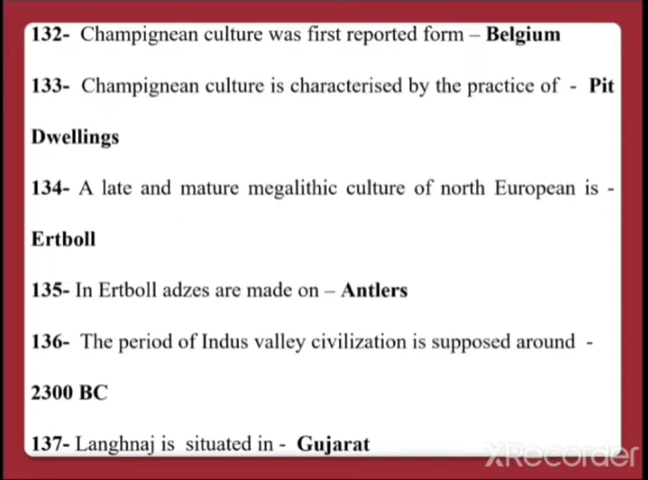 132- Champignean culture was first reported form – Belgium
133- Champignean culture is characterised by the practice of - Pit
Dwellings
134- A late and mature megalithic culture of north European is -
Ertboll
135- In Ertboll adzes are made on – Antlers
136- The period of Indus valley civilization is supposed around -
2300 BC
137- Langhnaj is situated in - Gujarat
XRecorder